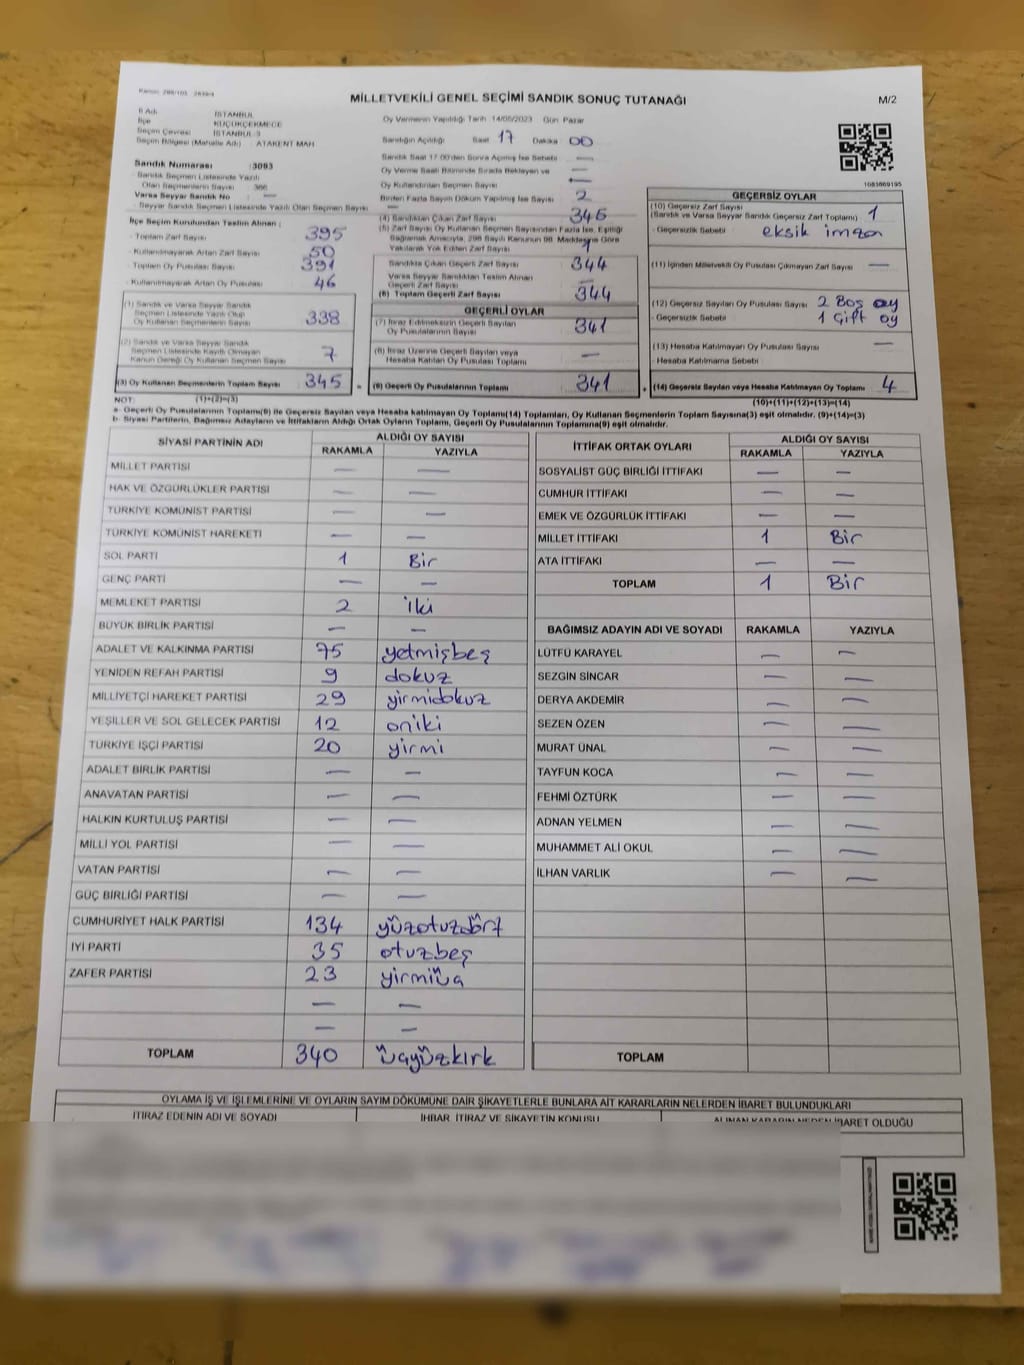 MİLLETVEKİLİ GENEL SEÇİMİ SANDIK SONUÇ TUTANAĞI
M/2
İl Adı İSTANBUL
İlçe KÜÇÜKÇEKMECE
Seçim Çevresi İSTANBUL 3
Seçim Bölgesi (Mahalle Adı) ATAKENT MAH
Sandık Numarası :3093
Sandık Seçmen Listesinde Yazılı
Olan Seçmenlerin Sayısı
Varsa Seyyar Sandık No —
Seyyar Sandık Seçmen Listesinde Yazılı Olan Seçmen Sayısı —
İlçe Seçim Kurulundan Teslim Alınan ;
- Toplam Zarf Sayısı 395
- Kullanılmayarak Artan Zarf Sayısı 50
- Toplam Oy Pusulası Sayısı 391
- Kullanılmayarak Artan Oy Pusulası 46
(1) Sandık ve Varsa Seyyar Sandık
Seçmen Listesinde Yazılı Olup
Oy Kullanan Seçmenlerin Sayısı 338
(2) Sandık ve Varsa Seyyar Sandık
Seçmen Listesinde Kayıtlı Olmayan
Kanun Gereği Oy Kullanan Seçmen Sayısı 7
(3) Oy Kullanan Seçmenlerin Toplam Sayısı 345 =
Oy Vermenin Yapıldığı Tarih 14/05/2023 Gün Pazar
Sandığın Açıldığı Saat 17 Dakika 00
Sandık Saat 17.00'den Sonra Açılmış İse Sebebi —
Oy Verme Saati Bitiminde Sırada Bekleyen ve
Oy Kullandırılan Seçmen Sayısı —
Birden Fazla Sayım Döküm Yapılmış İse Sayısı 2
(4) Sandıktan Çıkan Zarf Sayısı 346
(5) Zarf Sayısı Oy Kullanan Seçmen Sayısından Fazla İse, Eşitliği
Sağlamak Amacıyla, 298 Sayılı Kanunun 98. Maddesine Göre
Yakılarak Yok Edilen Zarf Sayısı 1
Sandıkta Çıkan Geçerli Zarf Sayısı 344
Varsa Seyyar Sandıktan Teslim Alınan
Geçerli Zarf Sayısı —
(6) Toplam Geçerli Zarf Sayısı 344
GEÇERLİ OYLAR
(7) İtiraz Edilmeksizin Geçerli Sayılan
Oy Pusulalarının Sayısı 341
(8) İtiraz Üzerine Geçerli Sayılan veya
Hesaba Katılan Oy Pusulalarının Toplamı —
(9) Geçerli Oy Pusulalarının Toplamı 341 +
1083869195
GEÇERSİZ OYLAR
(10) Geçersiz Zarf Sayısı
(Sandık ve Varsa Seyyar Sandık Geçersiz Zarf Toplamı) 1
- Geçersizlik Sebebi eksik imza
(11) İçinden Milletvekili Oy Pusulası Çıkmayan Zarf Sayısı —
(12) Geçersiz Sayılan Oy Pusulası Sayısı 2 Boş oy
- Geçersizlik Sebebi 1 Çift oy
(13) Hesaba Katılmayan Oy Pusulası Sayısı —
- Hesaba Katılmama Sebebi
(14) Geçersiz Sayılan veya Hesaba Katılmayan Oy Toplamı 4
NOT: (1)+(2)=(3) (10)+(11)+(12)+(13)=(14)
a- Geçerli Oy Pusulalarının Toplamı(9) ile Geçersiz Sayılan veya Hesaba katılmayan Oy Toplamı(14) Toplamları, Oy Kullanan Seçmenlerin Toplam Sayısına(3) eşit olmalıdır. (9)+(14)=(3)
b- Siyasi Partilerin, Bağımsız Adayların ve İttifakların Aldığı Ortak Oyların Toplamı, Geçerli Oy Pusulalarının Toplamına(9) eşit olmalıdır.
SİYASİ PARTİNİN ADI ALDIĞI OY SAYISI
RAKAMLA YAZIYLA
MİLLET PARTİSİ — —
HAK VE ÖZGÜRLÜKLER PARTİSİ — —
TÜRKİYE KOMÜNİST PARTİSİ — —
TÜRKİYE KOMÜNİST HAREKETİ — —
SOL PARTİ 1 Bir
GENÇ PARTİ — —
MEMLEKET PARTİSİ 2 iki
BÜYÜK BİRLİK PARTİSİ — —
ADALET VE KALKINMA PARTİSİ 75 yetmişbeş
YENİDEN REFAH PARTİSİ 9 dokuz
MİLLİYETÇİ HAREKET PARTİSİ 29 yirmidokuz
YEŞİLLER VE SOL GELECEK PARTİSİ 12 oniki
TÜRKİYE İŞÇİ PARTİSİ 20 yirmi
ADALET BİRLİK PARTİSİ — —
ANAVATAN PARTİSİ — —
HALKIN KURTULUŞ PARTİSİ — —
MİLLİ YOL PARTİSİ — —
VATAN PARTİSİ — —
GÜÇ BİRLİĞİ PARTİSİ — —
CUMHURİYET HALK PARTİSİ 134 yüzotuzdört
İYİ PARTİ 35 otuzbeş
ZAFER PARTİSİ 23 yirmiüç
— —
— —
TOPLAM 340 üçyüzkırk
İTTİFAK ORTAK OYLARI ALDIĞI OY SAYISI
RAKAMLA YAZIYLA
SOSYALİST GÜÇ BİRLİĞİ İTTİFAKI — —
CUMHUR İTTİFAKI — —
EMEK VE ÖZGÜRLÜK İTTİFAKI — —
MİLLET İTTİFAKI 1 Bir
ATA İTTİFAKI — —
TOPLAM 1 Bir
BAĞIMSIZ ADAYIN ADI VE SOYADI RAKAMLA YAZIYLA
LÜTFÜ KARAYEL — —
SEZGİN SİNCAR — —
DERYA AKDEMİR — —
SEZEN ÖZEN — —
MURAT ÜNAL — —
TAYFUN KOCA — —
FEHMİ ÖZTÜRK — —
ADNAN YELMEN — —
MUHAMMET ALİ OKUL — —
İLHAN VARLIK — —
TOPLAM
OYLAMA İŞ VE İŞLEMLERİNE VE OYLARIN SAYIM DÖKÜMÜNE DAİR ŞİKAYETLERLE BUNLARA AİT KARARLARIN NELERDEN İBARET BULUNDUKLARI
İTİRAZ EDENİN ADI VE SOYADI
İHBAR, İTİRAZ VE ŞİKAYETİN KONUSU
ALINAN KARARIN NEDEN İBARET OLDUĞU